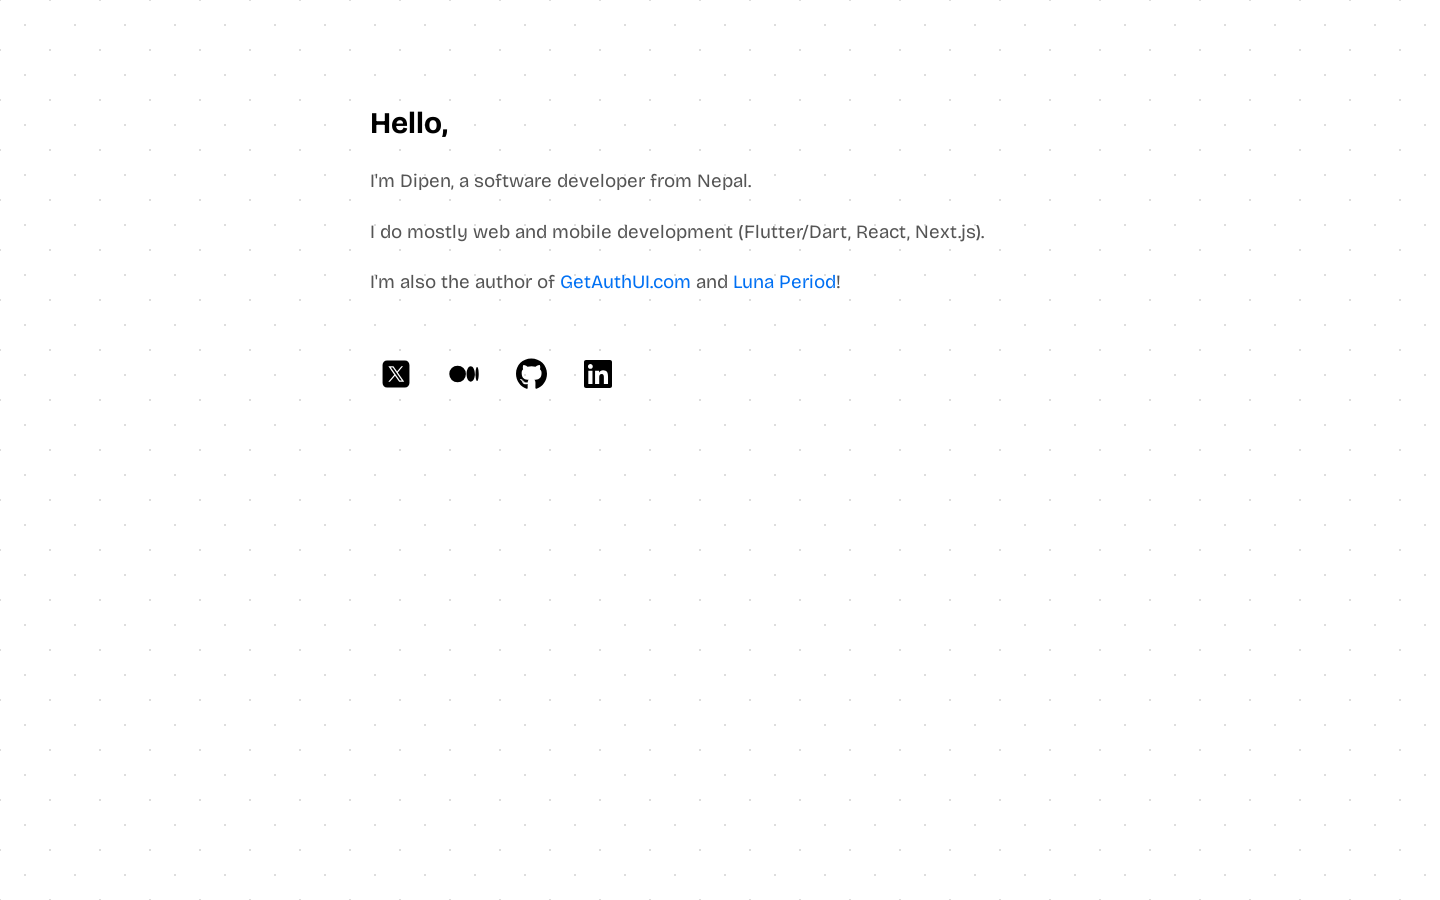 Hello,
I'm Dipen, a software developer from Nepal.
I do mostly web and mobile development (Flutter/Dart, React, Next.js).
I'm also the author of GetAuthUI.com and Luna Period!